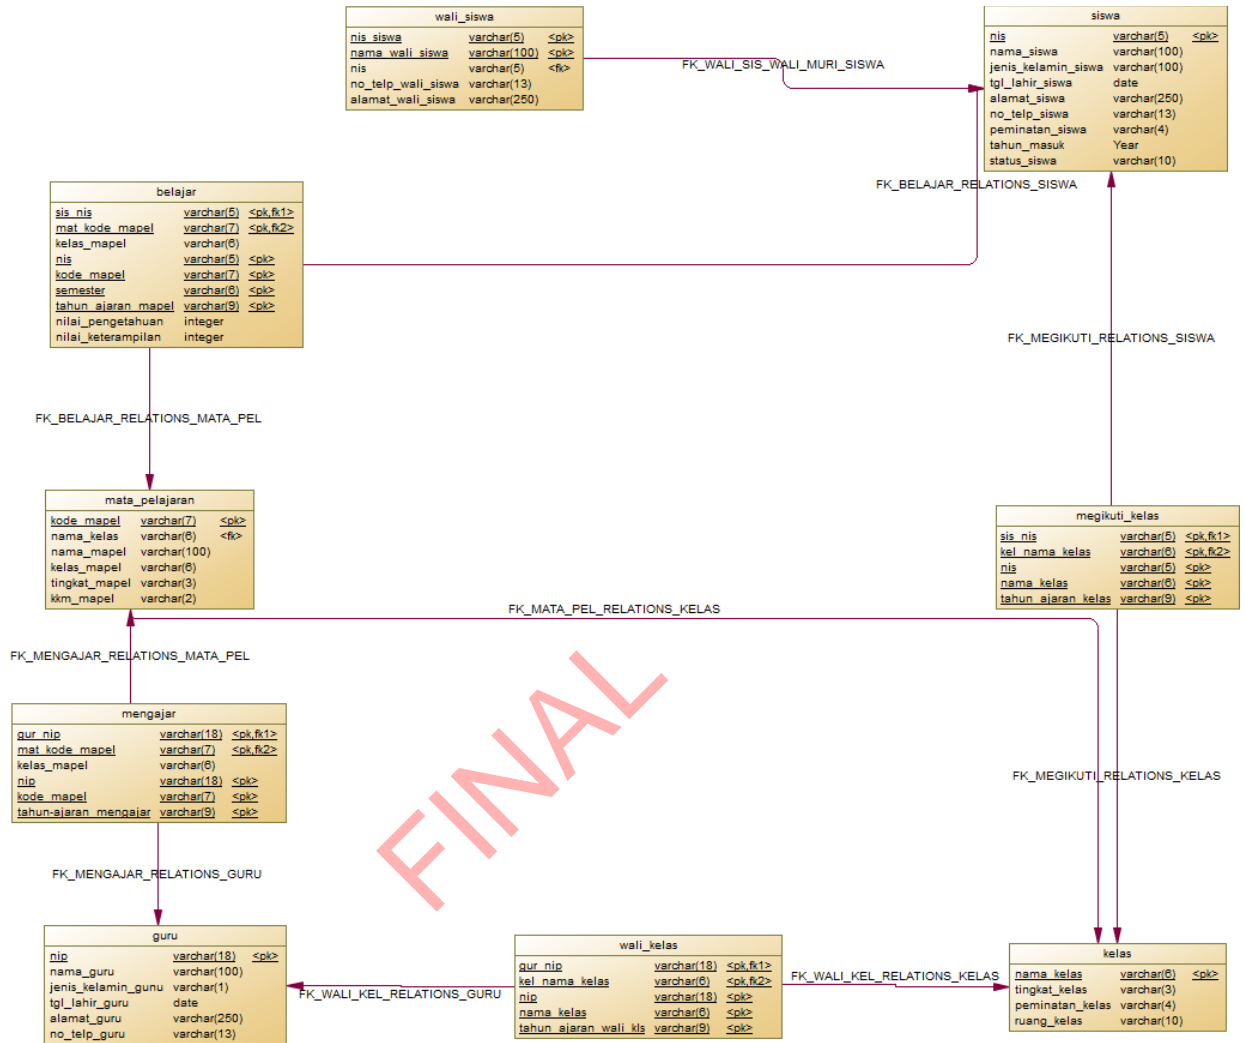 wali_siswa
nis_siswa varchar(5) <pk>
nama_wali_siswa varchar(100) <pk>
nis varchar(5) <fk>
no_telp_wali_siswa varchar(13)
alamat_wali_siswa varchar(250)
FK_WALI_SIS_WALI_MURI_SISWA
siswa
nis varchar(5) <pk>
nama_siswa varchar(100)
jenis_kelamin_siswa varchar(100)
tgl_lahir_siswa date
alamat_siswa varchar(250)
no_telp_siswa varchar(13)
peminatan_siswa varchar(4)
tahun_masuk Year
status_siswa varchar(10)
FK_BELAJAR_RELATIONS_SISWA
belajar
sis_nis varchar(5) <pk,fk1>
mat_kode_mapel varchar(7) <pk,fk2>
kelas_mapel varchar(6)
nis varchar(5) <pk>
kode_mapel varchar(7) <pk>
semester varchar(6) <pk>
tahun_ajaran_mapel varchar(9) <pk>
nilai_pengetahuan integer
nilai_keterampilan integer
FK_MEGIKUTI_RELATIONS_SISWA
FK_BELAJAR_RELATIONS_MATA_PEL
mata_pelajaran
kode_mapel varchar(7) <pk>
nama_kelas varchar(6) <fk>
nama_mapel varchar(100)
kelas_mapel varchar(6)
tingkat_mapel varchar(3)
kkm_mapel varchar(2)
megikuti_kelas
sis_nis varchar(5) <pk,fk1>
kel_nama_kelas varchar(6) <pk,fk2>
nis varchar(5) <pk>
nama_kelas varchar(6) <pk>
tahun_ajaran_kelas varchar(9) <pk>
FK_MATA_PEL_RELATIONS_KELAS
FK_MENGAJAR_RELATIONS_MATA_PEL
mengajar
gur_nip varchar(18) <pk,fk1>
mat_kode_mapel varchar(7) <pk,fk2>
kelas_mapel varchar(6)
nip varchar(18) <pk>
kode_mapel varchar(7) <pk>
tahun-ajaran_mengajar varchar(9) <pk>
FINAL
FK_MEGIKUTI_RELATIONS_KELAS
FK_MENGAJAR_RELATIONS_GURU
guru
nip varchar(18) <pk>
nama_guru varchar(100)
jenis_kelamin_gunu varchar(1)
tgl_lahir_guru date
alamat_guru varchar(250)
no_telp_guru varchar(13)
FK_WALI_KEL_RELATIONS_GURU
wali_kelas
gur_nip varchar(18) <pk,fk1>
kel_nama_kelas varchar(6) <pk,fk2>
nip varchar(18) <pk>
nama_kelas varchar(6) <pk>
tahun_ajaran_wali_kls varchar(9) <pk>
FK_WALI_KEL_RELATIONS_KELAS
kelas
nama_kelas varchar(6) <pk>
tingkat_kelas varchar(3)
peminatan_kelas varchar(4)
ruang_kelas varchar(10)